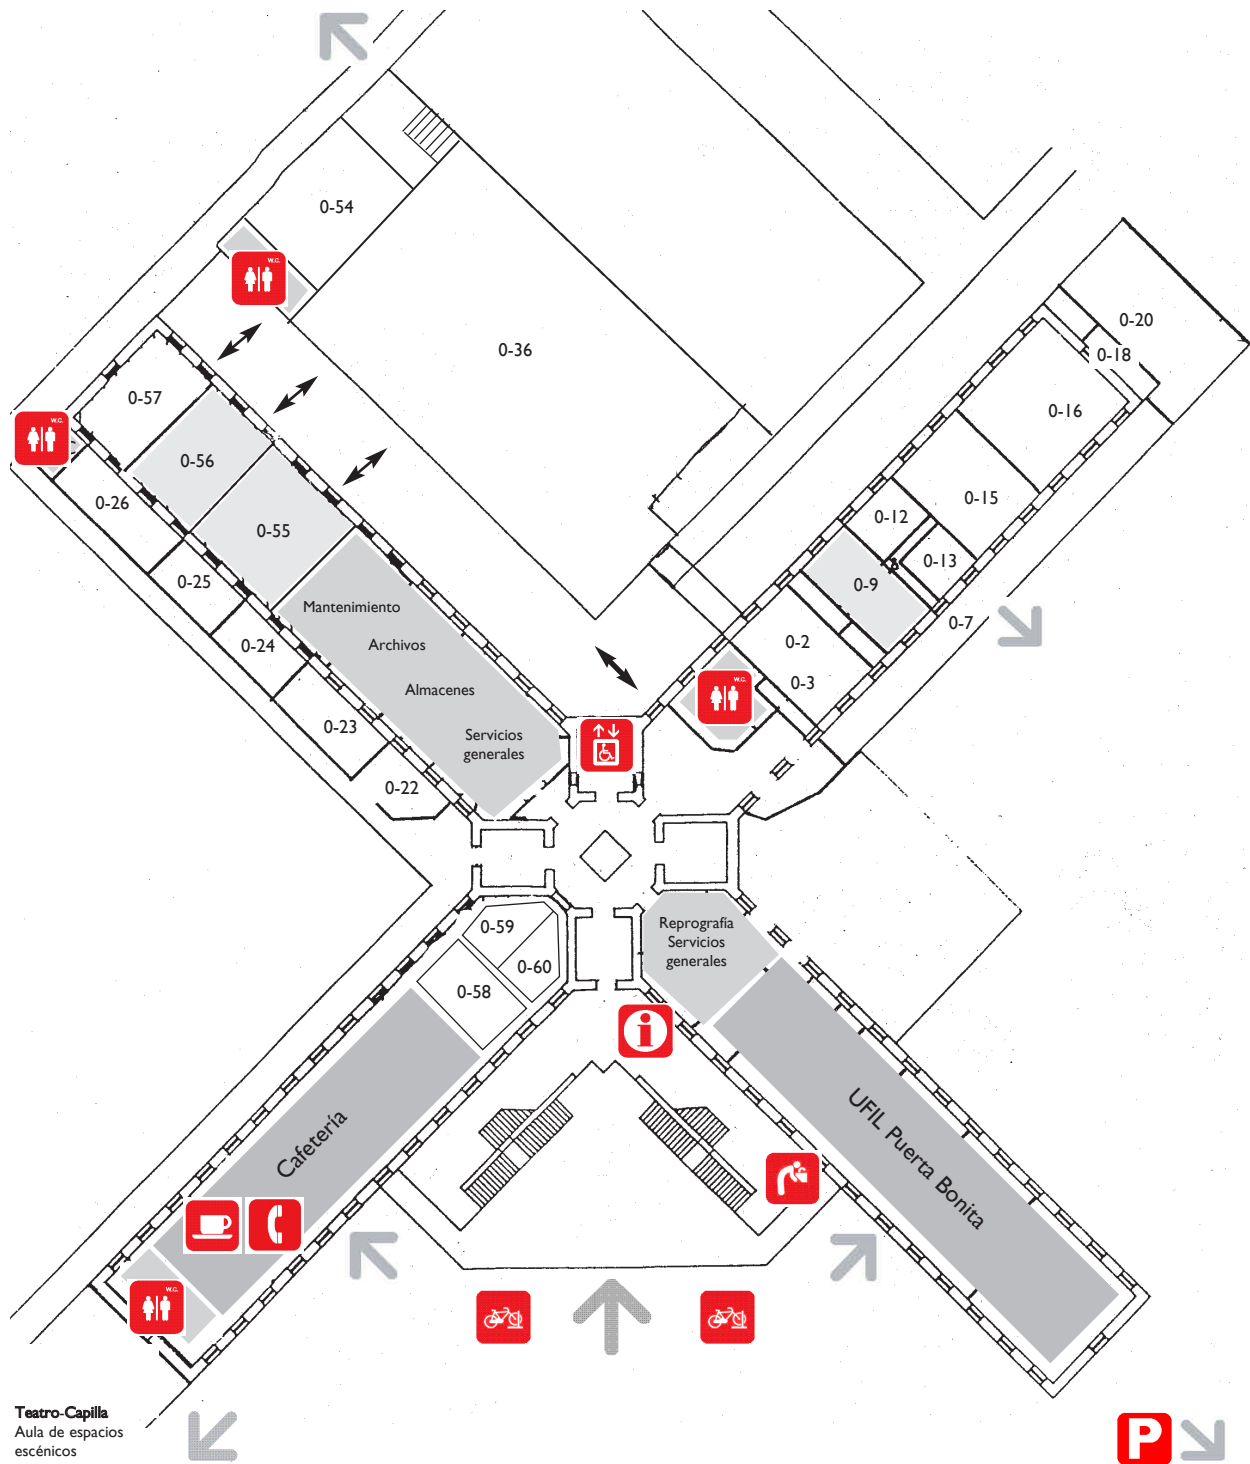 0-54
W.C.
0-36
0-20
0-18
0-57
0-16
W.C.
0-56
0-26
0-15
0-12
0-55
0-13
0-25
0-9
Mantenimiento
0-7
Archivos
0-24
0-2
0-3
Almacenes
W.C.
0-23
Servicios
generales
0-22
0-59
Reprografía
Servicios
generales
0-60
0-58
i
UFIL Puerta Bonita
Cafetería
W.C.
Teatro-Capilla
Aula de espacios
escénicos
P